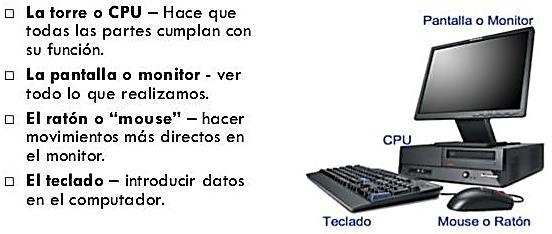 La torre o CPU – Hace que
todas las partes cumplan con
su función.
La pantalla o monitor - ver
todo lo que realizamos.
El ratón o “mouse” – hacer
movimientos más directos en
el monitor.
El teclado – introducir datos
en el computador.
Pantalla o Monitor
CPU
Teclado
Mouse o Ratón